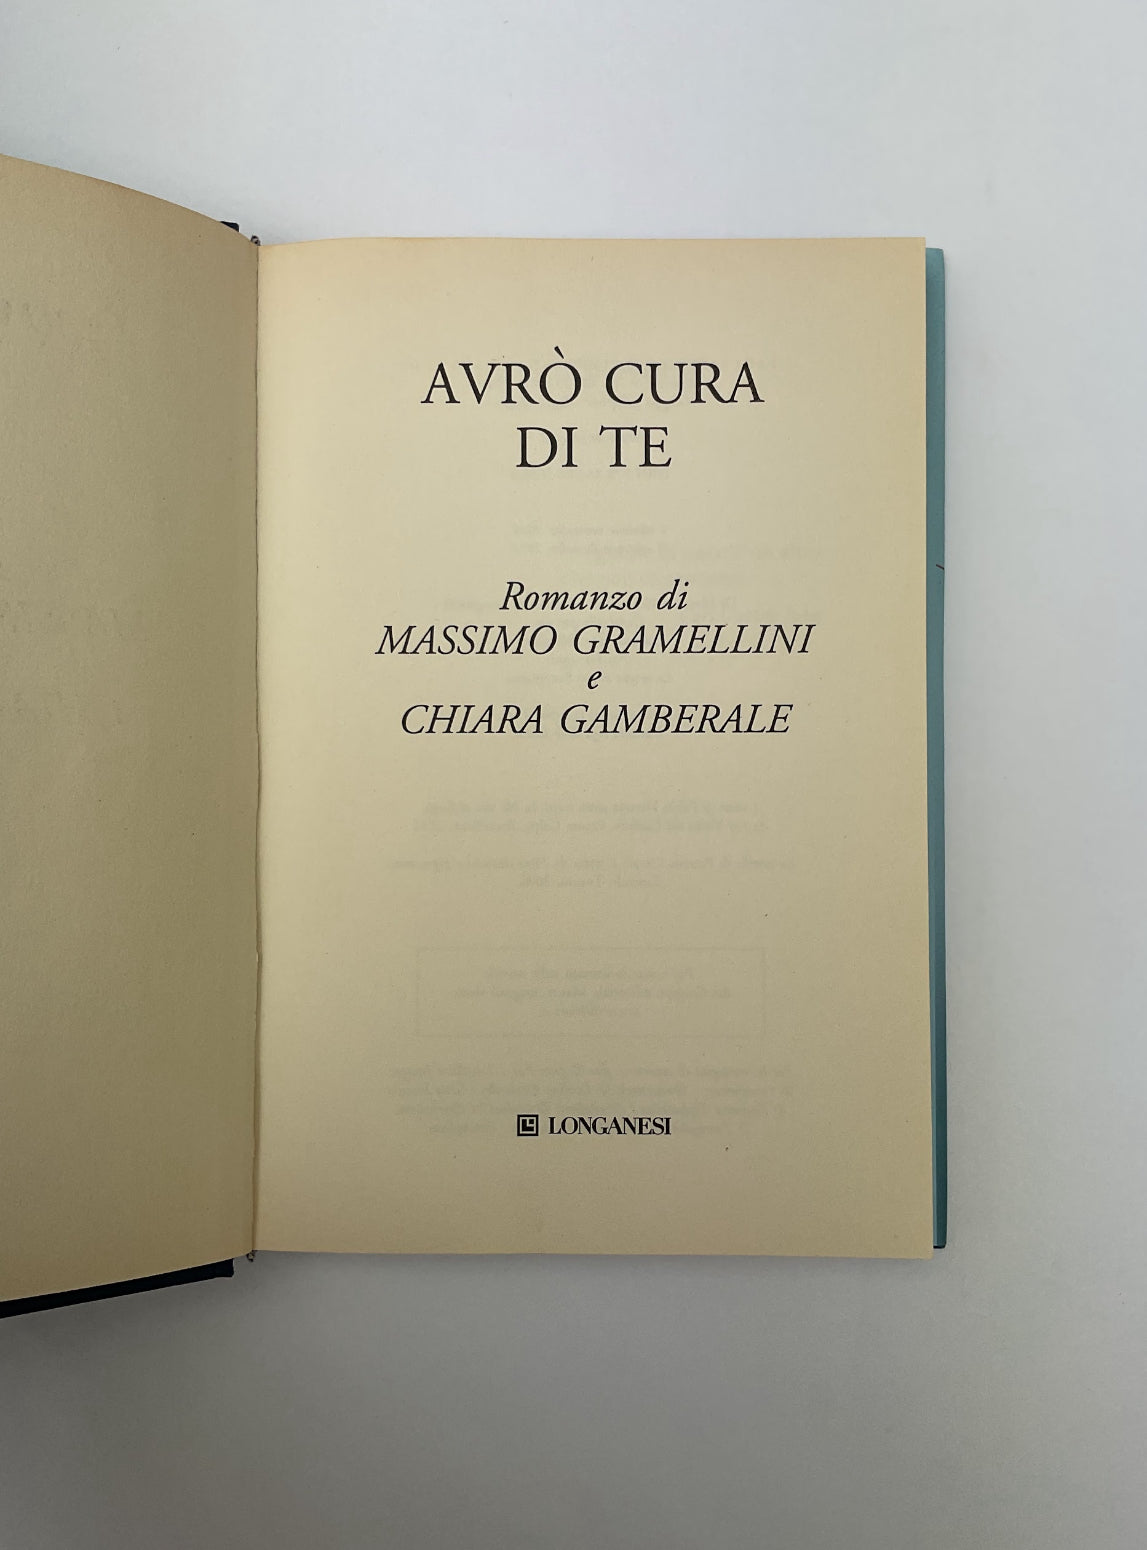 AVRÒ CURA
DI TE
Romanzo di
MASSIMO GRAMELLINI
e
CHIARA GAMBERALE
LONGANESI